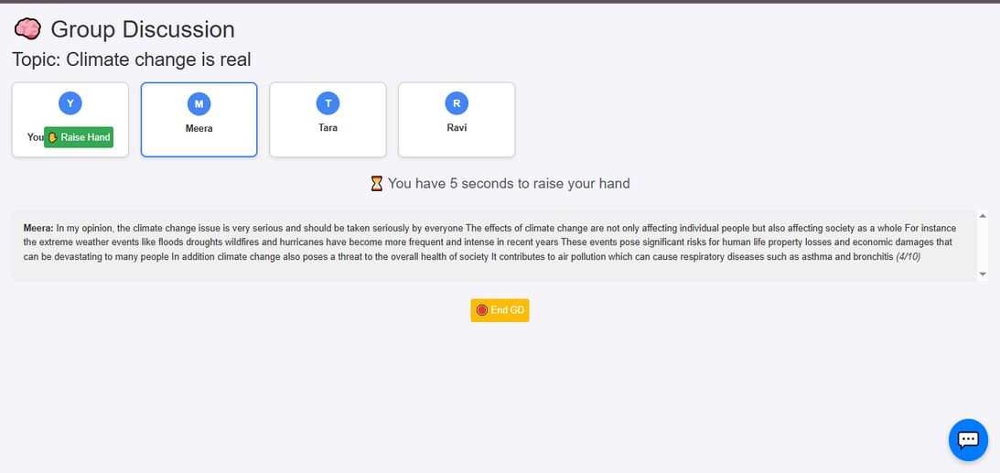 Group Discussion
Topic: Climate change is real
Y
You ✋ Raise Hand
M
Meera
T
Tara
R
Ravi
⏳ You have 5 seconds to raise your hand
Meera: In my opinion, the climate change issue is very serious and should be taken seriously by everyone The effects of climate change are not only affecting individual people but also affecting society as a whole For instance
the extreme weather events like floods droughts wildfires and hurricanes have become more frequent and intense in recent years These events pose significant risks for human life property losses and economic damages that
can be devastating to many people In addition climate change also poses a threat to the overall health of society It contributes to air pollution which can cause respiratory diseases such as asthma and bronchitis (4/10)
End GD